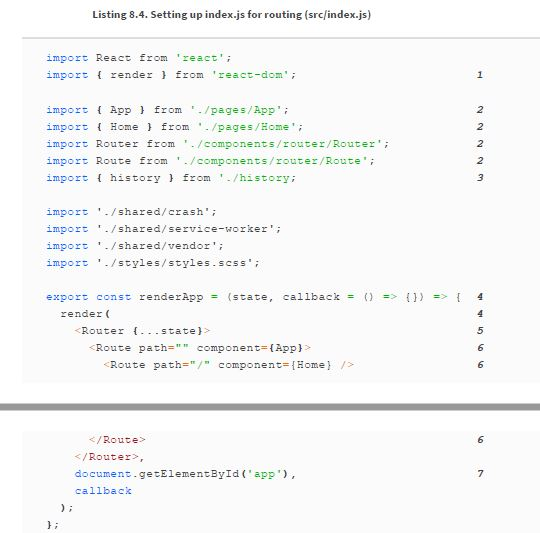 Listing 8.4. Setting up index.js for routing (src/index.js)
import React from 'react';
import { render } from 'react-dom'; 1
import { App } from './pages/App'; 2
import { Home } from './pages/Home'; 2
import Router from './components/router/Router'; 2
import Route from './components/router/Route'; 2
import { history } from './history; 3
import './shared/crash';
import './shared/service-worker';
import './shared/vendor';
import './styles/styles.scss';
export const renderApp = (state, callback = () => {}) => { 4
render( 4
<Router {...state}> 5
<Route path="" component={App}> 6
<Route path="/" component={Home} /> 6
</Route> 6
</Router>,
document.getElementById('app'), 7
callback
);
};